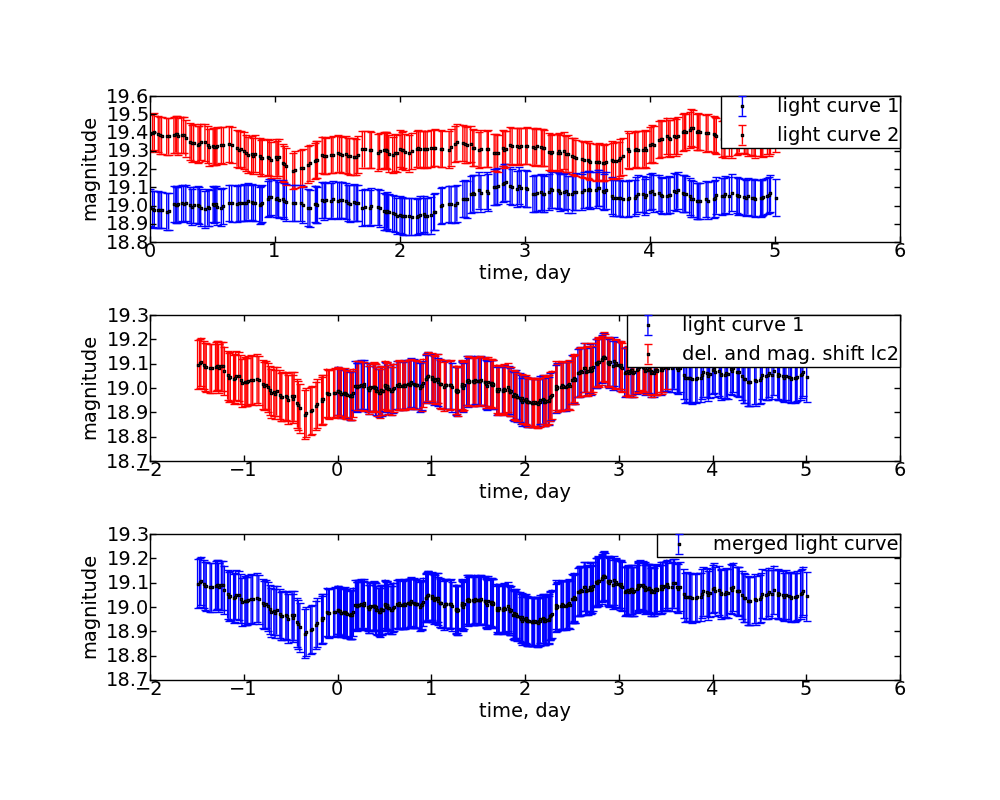 19.6
19.5
19.4
19.3
19.2
19.1
19.0
18.9
18.8
magnitude
light curve 1
light curve 2
0 1 2 3 4 5 6
time, day
19.3
19.2
19.1
19.0
18.9
18.8
18.7
magnitude
light curve 1
del. and mag. shift lc2
−2 −1 0 1 2 3 4 5 6
time, day
19.3
19.2
19.1
19.0
18.9
18.8
18.7
magnitude
merged light curve
−2 −1 0 1 2 3 4 5 6
time, day